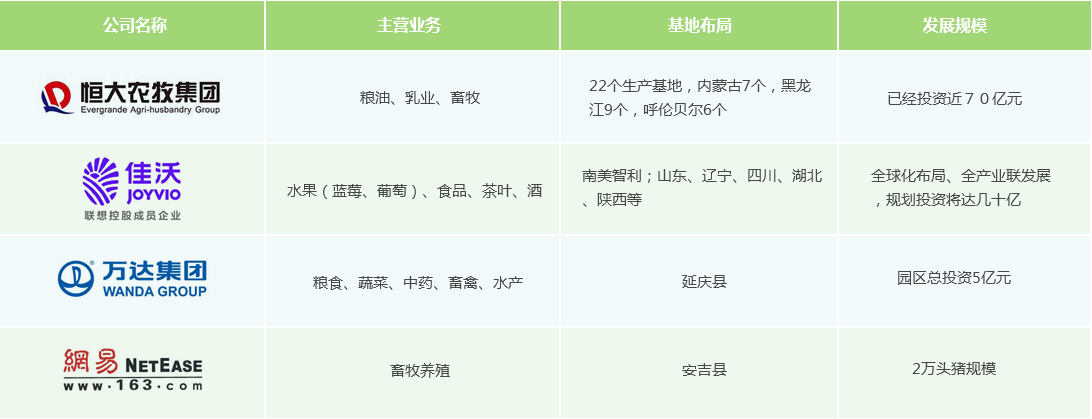 公司名称
主营业务
基地布局
发展规模
恒大农牧集团
Evergrande Agri-husbandry Group
粮油、乳业、畜牧
22个生产基地，内蒙古7个，黑龙
江9个，呼伦贝尔6个
已经投资近７０亿元
佳沃
JOYVIO
联想控股成员企业
水果（蓝莓、葡萄）、食品、茶叶、酒
南美智利；山东、辽宁、四川、湖北
、陕西等
全球化布局、全产业联发展
，规划投资将达几十亿
万达集团
WANDA GROUP
粮食、蔬菜、中药、畜禽、水产
延庆县
园区总投资5亿元
網易 NETEASE
www.163.com
畜牧养殖
安吉县
2万头猪规模